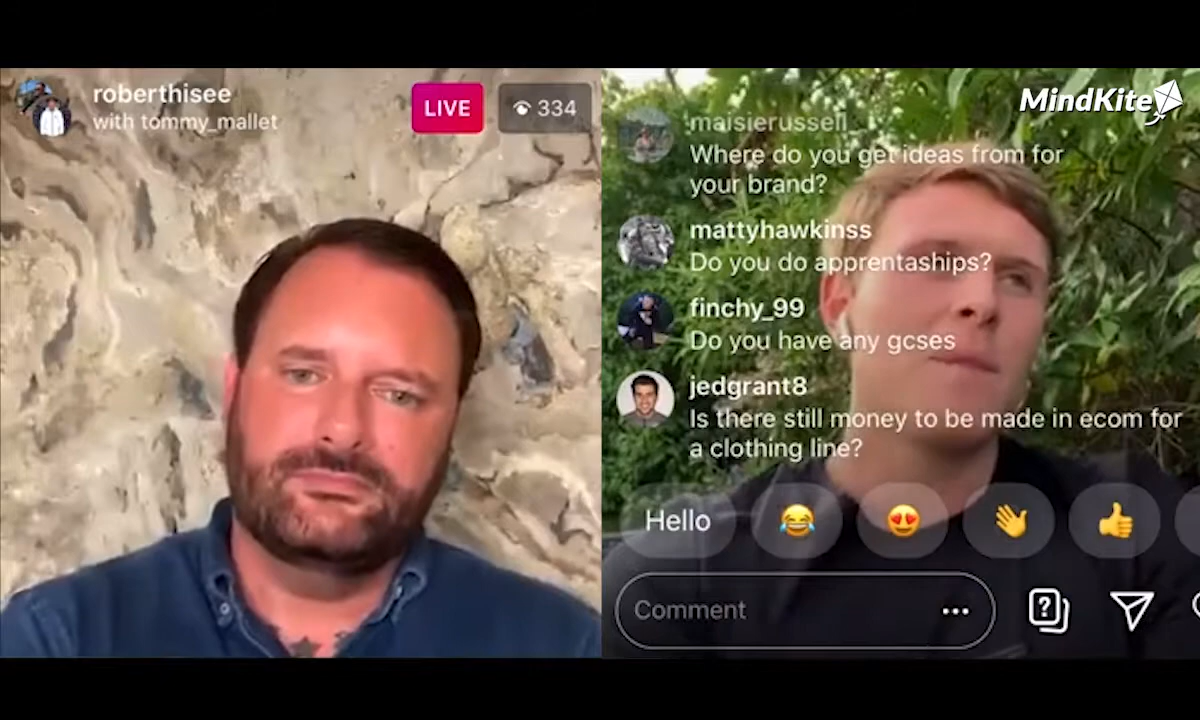 roberthisee
with tommy_mallet
LIVE
334
MindKite
maisierussell
Where do you get ideas from for
your brand?
mattyhawkinss
Do you do apprentaships?
finchy_99
Do you have any gcses
jedgrant8
Is there still money to be made in ecom for
a clothing line?
Hello
Comment